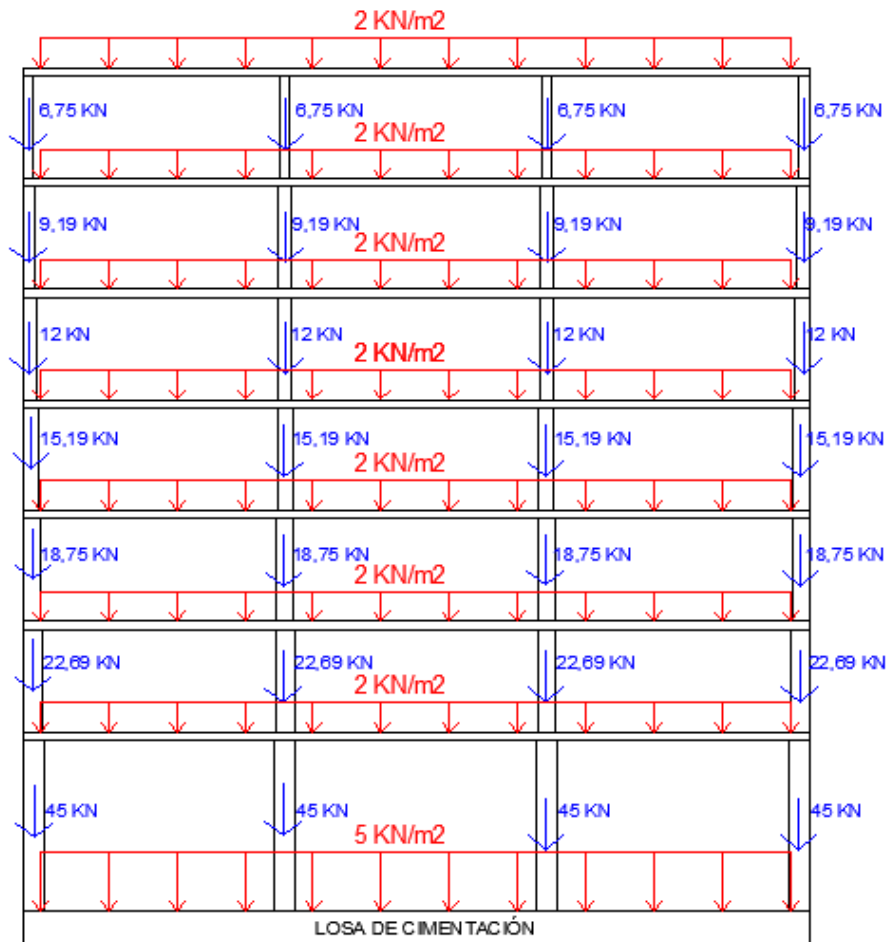 2 KN/m2
6,75 KN 6,75 KN 6,75 KN 6,75 KN
2 KN/m2
9,19 KN 9,19 KN 9,19 KN 9,19 KN
2 KN/m2
12 KN 12 KN 12 KN 12 KN
2 KN/m2
15,19 KN 15,19 KN 15,19 KN 15,19 KN
2 KN/m2
18,75 KN 18,75 KN 18,75 KN 18,75 KN
2 KN/m2
22,69 KN 22,69 KN 22,69 KN 22,69 KN
2 KN/m2
45 KN 45 KN 45 KN 45 KN
5 KN/m2
LOSA DE CIMENTACIÓN